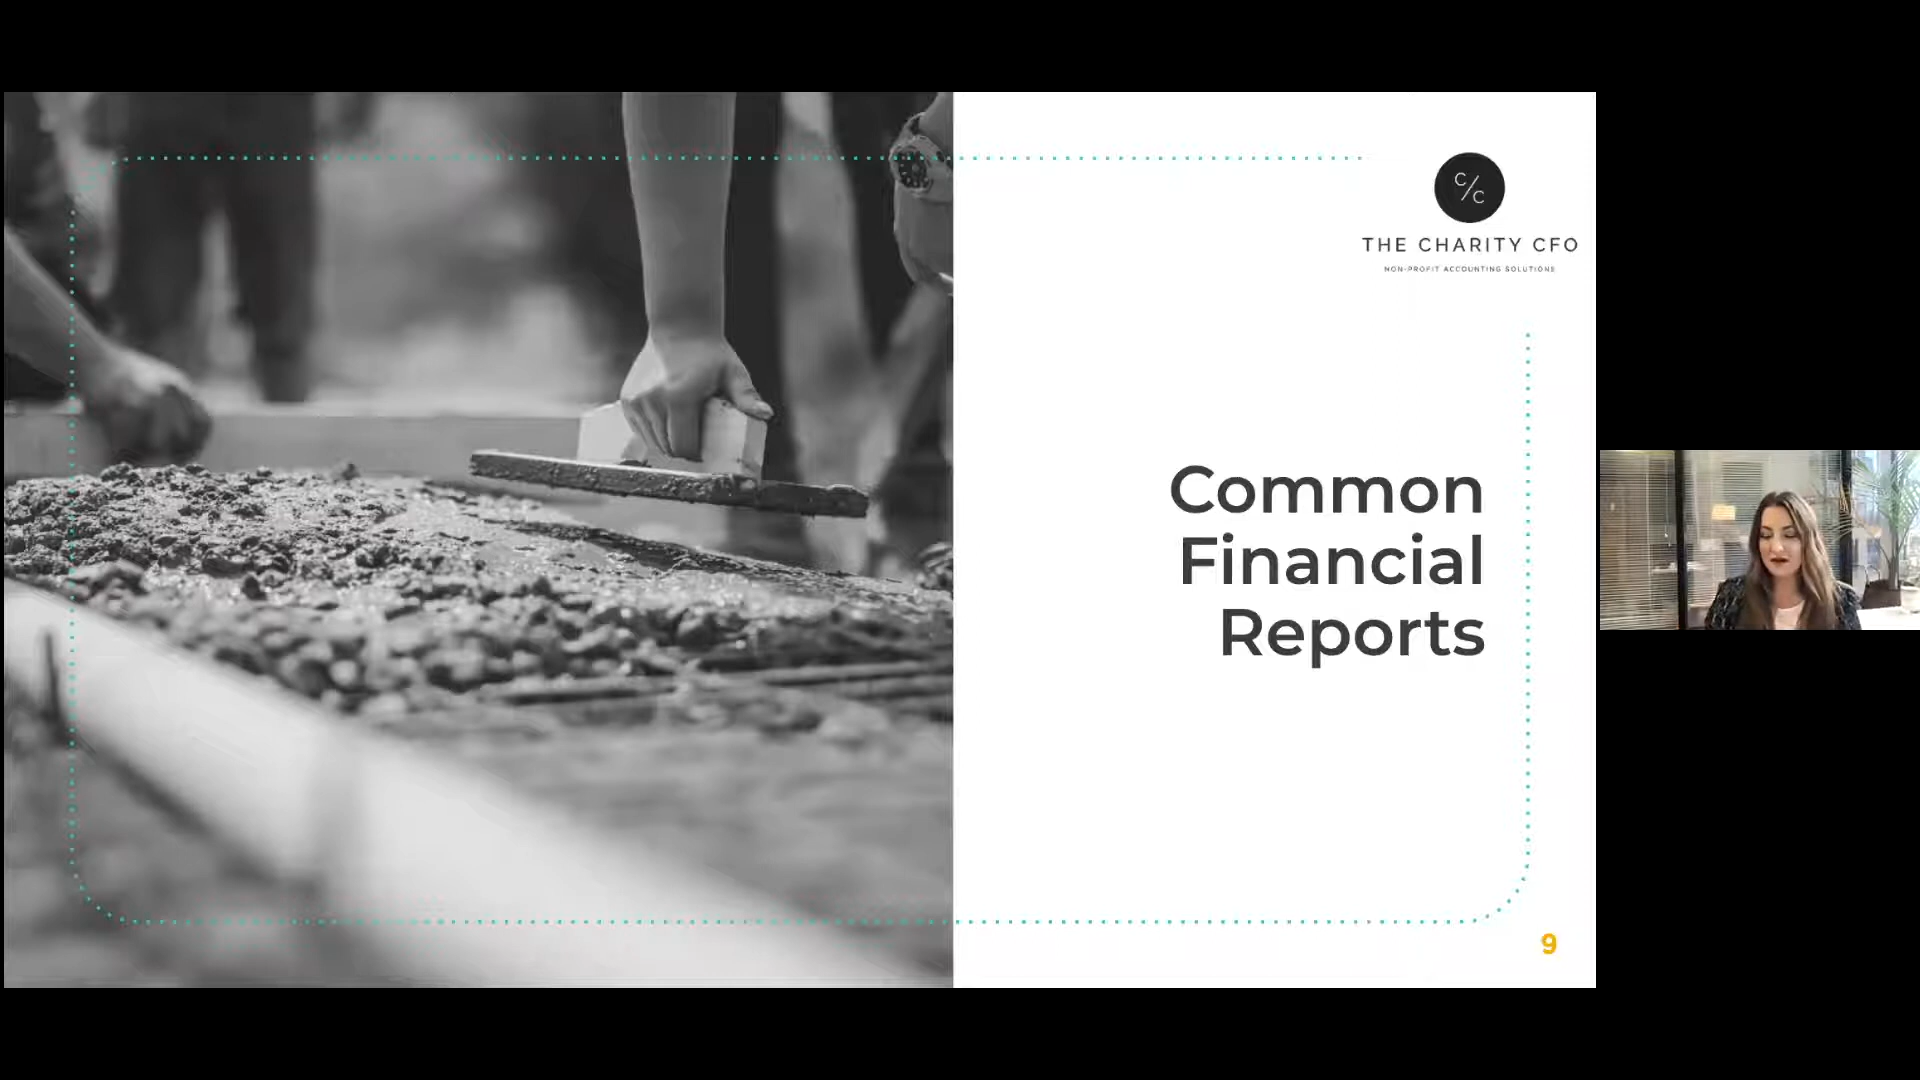 C/C
THE CHARITY CFO
NON-PROFIT ACCOUNTING SOLUTIONS
Common
Financial
Reports
9